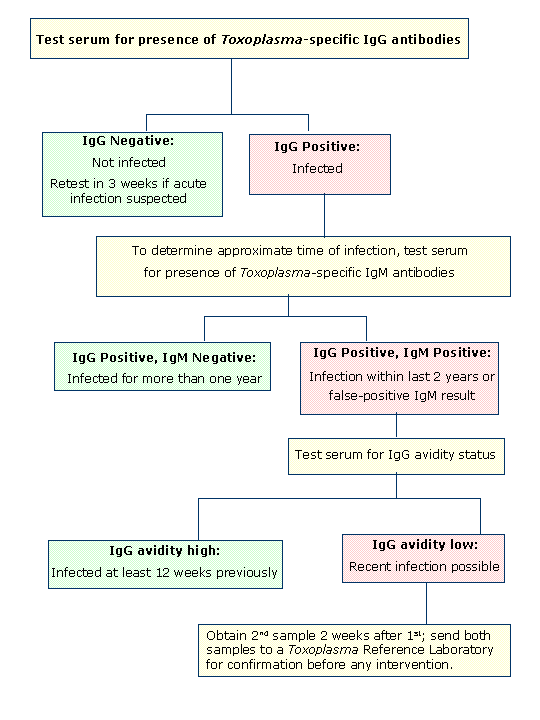 Test serum for presence of Toxoplasma-specific IgG antibodies
IgG Negative:
Not infected
Retest in 3 weeks if acute
infection suspected
IgG Positive:
Infected
To determine approximate time of infection, test serum
for presence of Toxoplasma-specific IgM antibodies
IgG Positive, IgM Negative:
Infected for more than one year
IgG Positive, IgM Positive:
Infection within last 2 years or
false-positive IgM result
Test serum for IgG avidity status
IgG avidity high:
Infected at least 12 weeks previously
IgG avidity low:
Recent infection possible
Obtain 2nd sample 2 weeks after 1st; send both
samples to a Toxoplasma Reference Laboratory
for confirmation before any intervention.